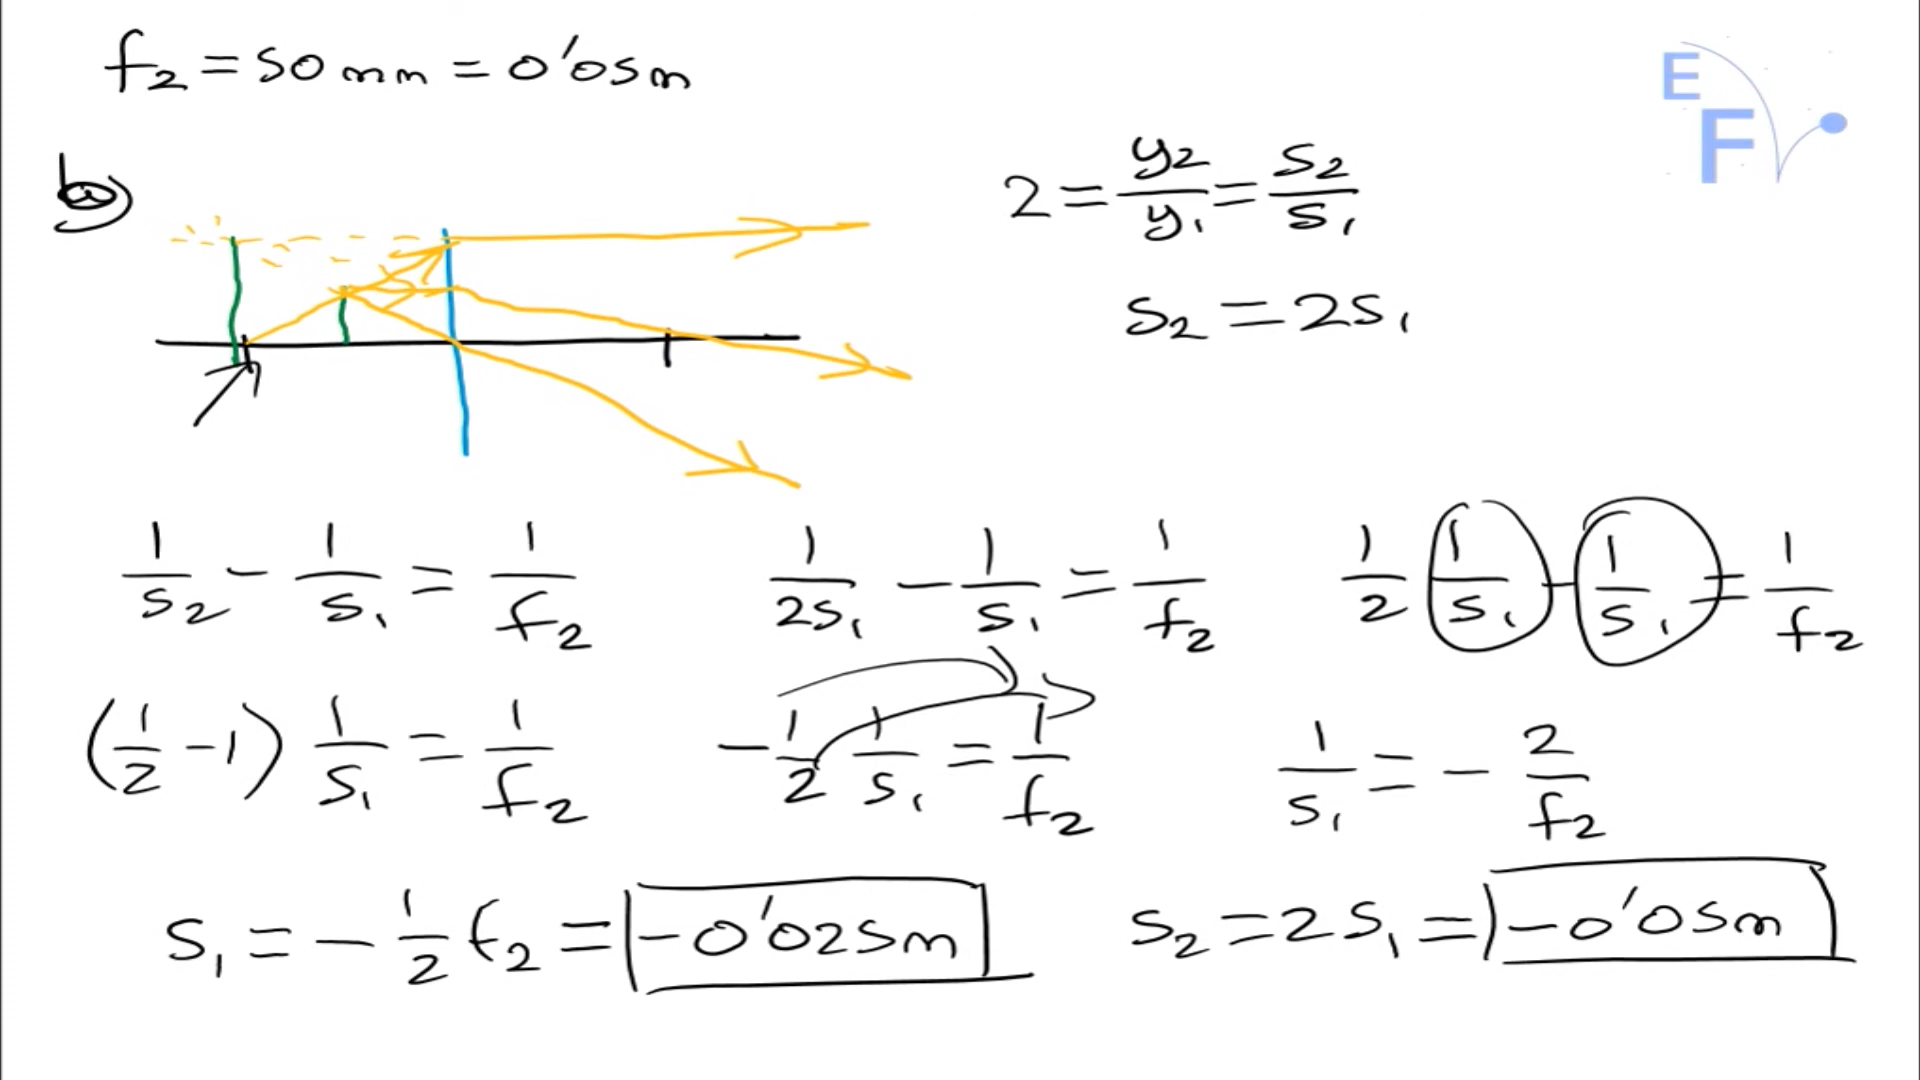 f₂ = 50 mm = 0'05 m
E
F
b)
2 = y₂/y₁ = s₂/s₁
s₂ = 2s₁
1/s₂ - 1/s₁ = 1/f₂   1/2s₁ - 1/s₁ = 1/f₂   1/2 1/s₁ - 1/s₁ = 1/f₂
(1/2 - 1) 1/s₁ = 1/f₂   - 1/2 1/s₁ = 1/f₂   1/s₁ = - 2/f₂
s₁ = - 1/2 f₂ = -0'025 m   s₂ = 2s₁ = -0'05 m